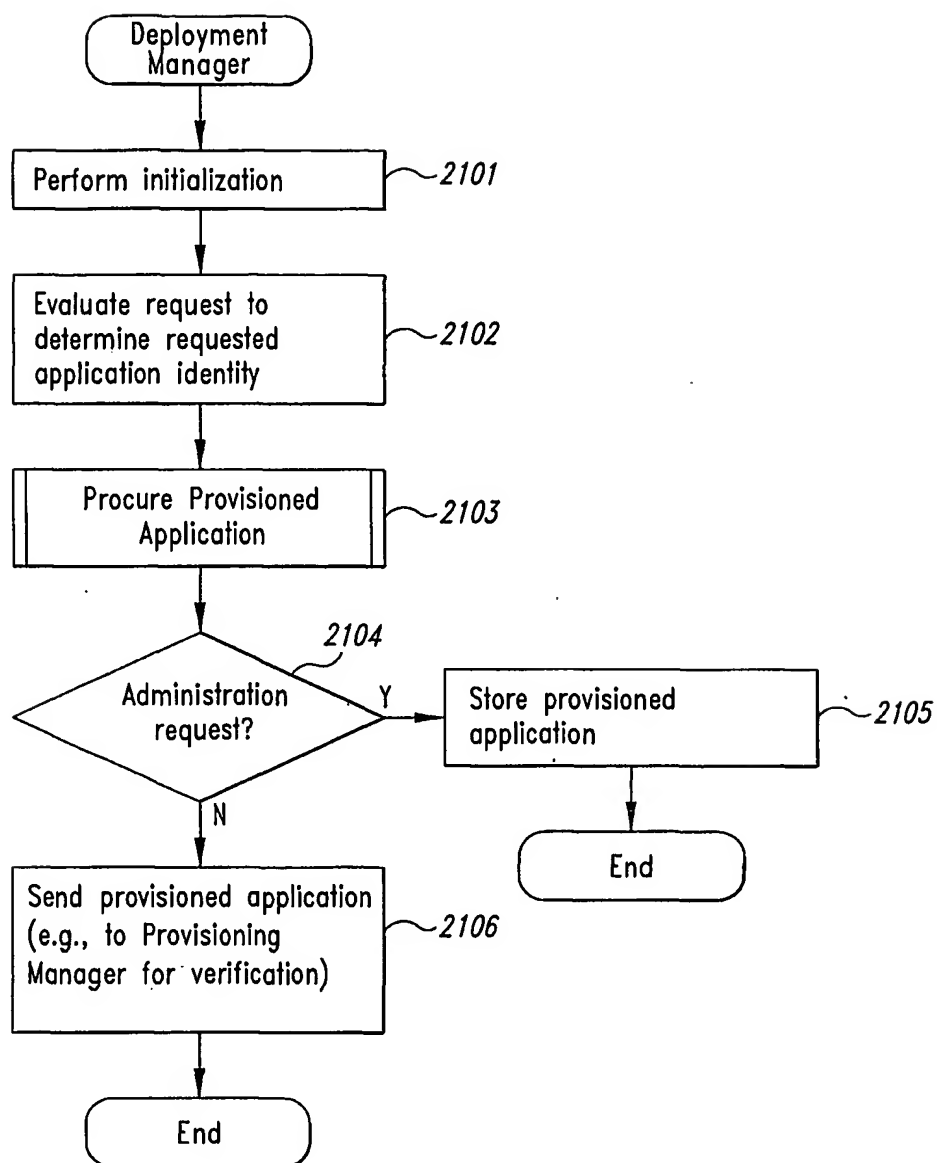 Deployment
Manager
Perform initialization
2101
Evaluate request to
determine requested
application identity
2102
Procure Provisioned
Application
2103
2104
Administration
request?
Y
Store provisioned
application
2105
N
End
Send provisioned application
(e.g., to Provisioning
Manager for verification)
2106
End